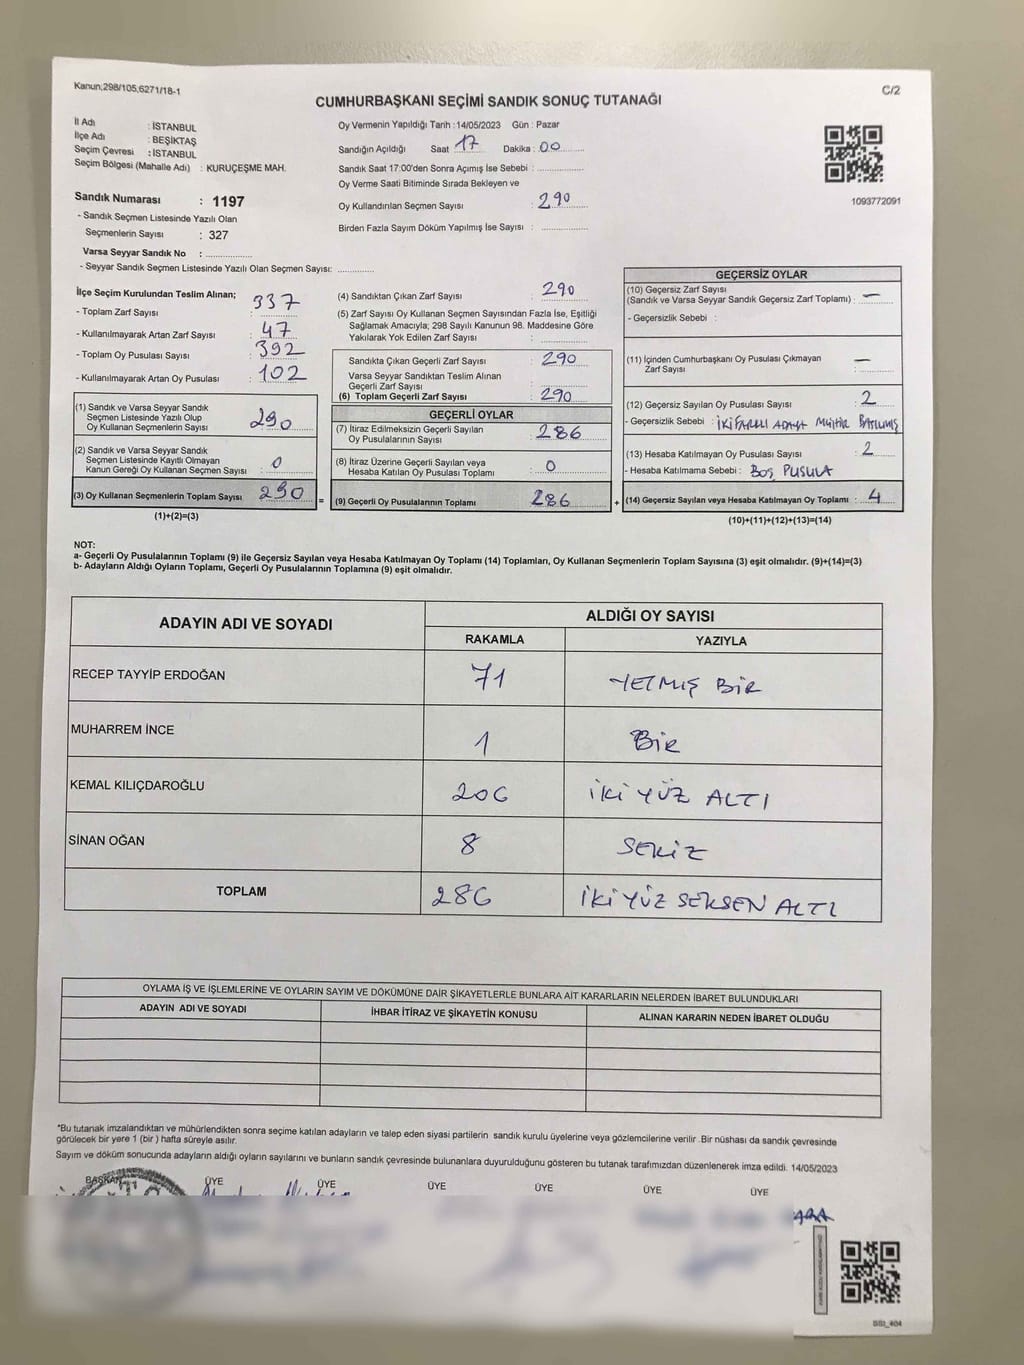 Kanun;298/105,6271/18-1
C/2
CUMHURBAŞKANI SEÇİMİ SANDIK SONUÇ TUTANAĞI
İl Adı : İSTANBUL
İlçe Adı : BEŞİKTAŞ
Seçim Çevresi : İSTANBUL
Seçim Bölgesi (Mahalle Adı) : KURUÇEŞME MAH.
Oy Vermenin Yapıldığı Tarih :14/05/2023 Gün : Pazar
Sandığın Açıldığı Saat : 17 Dakika : 00
Sandık Saat 17:00'den Sonra Açımış İse Sebebi :
Oy Verme Saati Bitiminde Sırada Bekleyen ve
Oy Kullandırılan Seçmen Sayısı : 290
Birden Fazla Sayım Döküm Yapılmış İse Sayısı :
1093772091
Sandık Numarası : 1197
- Sandık Seçmen Listesinde Yazılı Olan
Seçmenlerin Sayısı : 327
Varsa Seyyar Sandık No :
- Seyyar Sandık Seçmen Listesinde Yazılı Olan Seçmen Sayısı:
İlçe Seçim Kurulundan Teslim Alınan;
- Toplam Zarf Sayısı : 337
- Kullanılmayarak Artan Zarf Sayısı : 47
- Toplam Oy Pusulası Sayısı : 392
- Kullanılmayarak Artan Oy Pusulası : 102
(1) Sandık ve Varsa Seyyar Sandık
Seçmen Listesinde Yazılı Olup
Oy Kullanan Seçmenlerin Sayısı : 290
(2) Sandık ve Varsa Seyyar Sandık
Seçmen Listesinde Kayıtlı Olmayan
Kanun Gereği Oy Kullanan Seçmen Sayısı : 0
(3) Oy Kullanan Seçmenlerin Toplam Sayısı : 290 =
(1)+(2)=(3)
(4) Sandıktan Çıkan Zarf Sayısı : 290
(5) Zarf Sayısı Oy Kullanan Seçmen Sayısından Fazla İse, Eşitliği
Sağlamak Amacıyla; 298 Sayılı Kanunun 98. Maddesine Göre
Yakılarak Yok Edilen Zarf Sayısı :
Sandıkta Çıkan Geçerli Zarf Sayısı : 290
Varsa Seyyar Sandıktan Teslim Alınan
Geçerli Zarf Sayısı :
(6) Toplam Geçerli Zarf Sayısı : 290
GEÇERLİ OYLAR
(7) İtiraz Edilmeksizin Geçerli Sayılan
Oy Pusulalarının Sayısı : 286
(8) İtiraz Üzerine Geçerli Sayılan veya
Hesaba Katılan Oy Pusulası Toplamı : 0
(9) Geçerli Oy Pusulalarının Toplamı : 286 +
GEÇERSİZ OYLAR
(10) Geçersiz Zarf Sayısı
(Sandık ve Varsa Seyyar Sandık Geçersiz Zarf Toplamı) : —
- Geçersizlik Sebebi :
(11) İçinden Cumhurbaşkanı Oy Pusulası Çıkmayan
Zarf Sayısı : —
(12) Geçersiz Sayılan Oy Pusulası Sayısı : 2
- Geçersizlik Sebebi : İKİ FARKLI ADAYA MÜHÜR BASILMIŞ
(13) Hesaba Katılmayan Oy Pusulası Sayısı : 2
- Hesaba Katılmama Sebebi : BOŞ PUSULA
(14) Geçersiz Sayılan veya Hesaba Katılmayan Oy Toplamı : 4
(10)+(11)+(12)+(13)=(14)
NOT:
a- Geçerli Oy Pusulalarının Toplamı (9) ile Geçersiz Sayılan veya Hesaba Katılmayan Oy Toplamı (14) Toplamları, Oy Kullanan Seçmenlerin Toplam Sayısına (3) eşit olmalıdır. (9)+(14)=(3)
b- Adayların Aldığı Oyların Toplamı, Geçerli Oy Pusulalarının Toplamına (9) eşit olmalıdır.
ADAYIN ADI VE SOYADI
ALDIĞI OY SAYISI
RAKAMLA YAZIYLA
RECEP TAYYİP ERDOĞAN 71 YETMİŞ BİR
MUHARREM İNCE 1 BİR
KEMAL KILIÇDAROĞLU 206 İKİ YÜZ ALTI
SİNAN OĞAN 8 SEKİZ
TOPLAM 286 İKİ YÜZ SEKSEN ALTI
OYLAMA İŞ VE İŞLEMLERİNE VE OYLARIN SAYIM VE DÖKÜMÜNE DAİR ŞİKAYETLERLE BUNLARA AİT KARARLARIN NELERDEN İBARET BULUNDUKLARI
ADAYIN ADI VE SOYADI İHBAR İTİRAZ VE ŞİKAYETİN KONUSU ALINAN KARARIN NEDEN İBARET OLDUĞU
*Bu tutanak imzalandıktan ve mühürlendikten sonra seçime katılan adayların ve talep eden siyasi partilerin sandık kurulu üyelerine veya gözlemcilerine verilir .Bir nüshası da sandık çevresinde
görülecek bir yere 1 (bir ) hafta süreyle asılır.
Sayım ve döküm sonucunda adayların aldığı oyların sayılarını ve bunların sandık çevresinde bulunanlara duyurulduğunu gösteren bu tutanak tarafımızdan düzenlenerek imza edildi. 14/05/2023
BAŞKAN ÜYE ÜYE ÜYE ÜYE ÜYE ÜYE